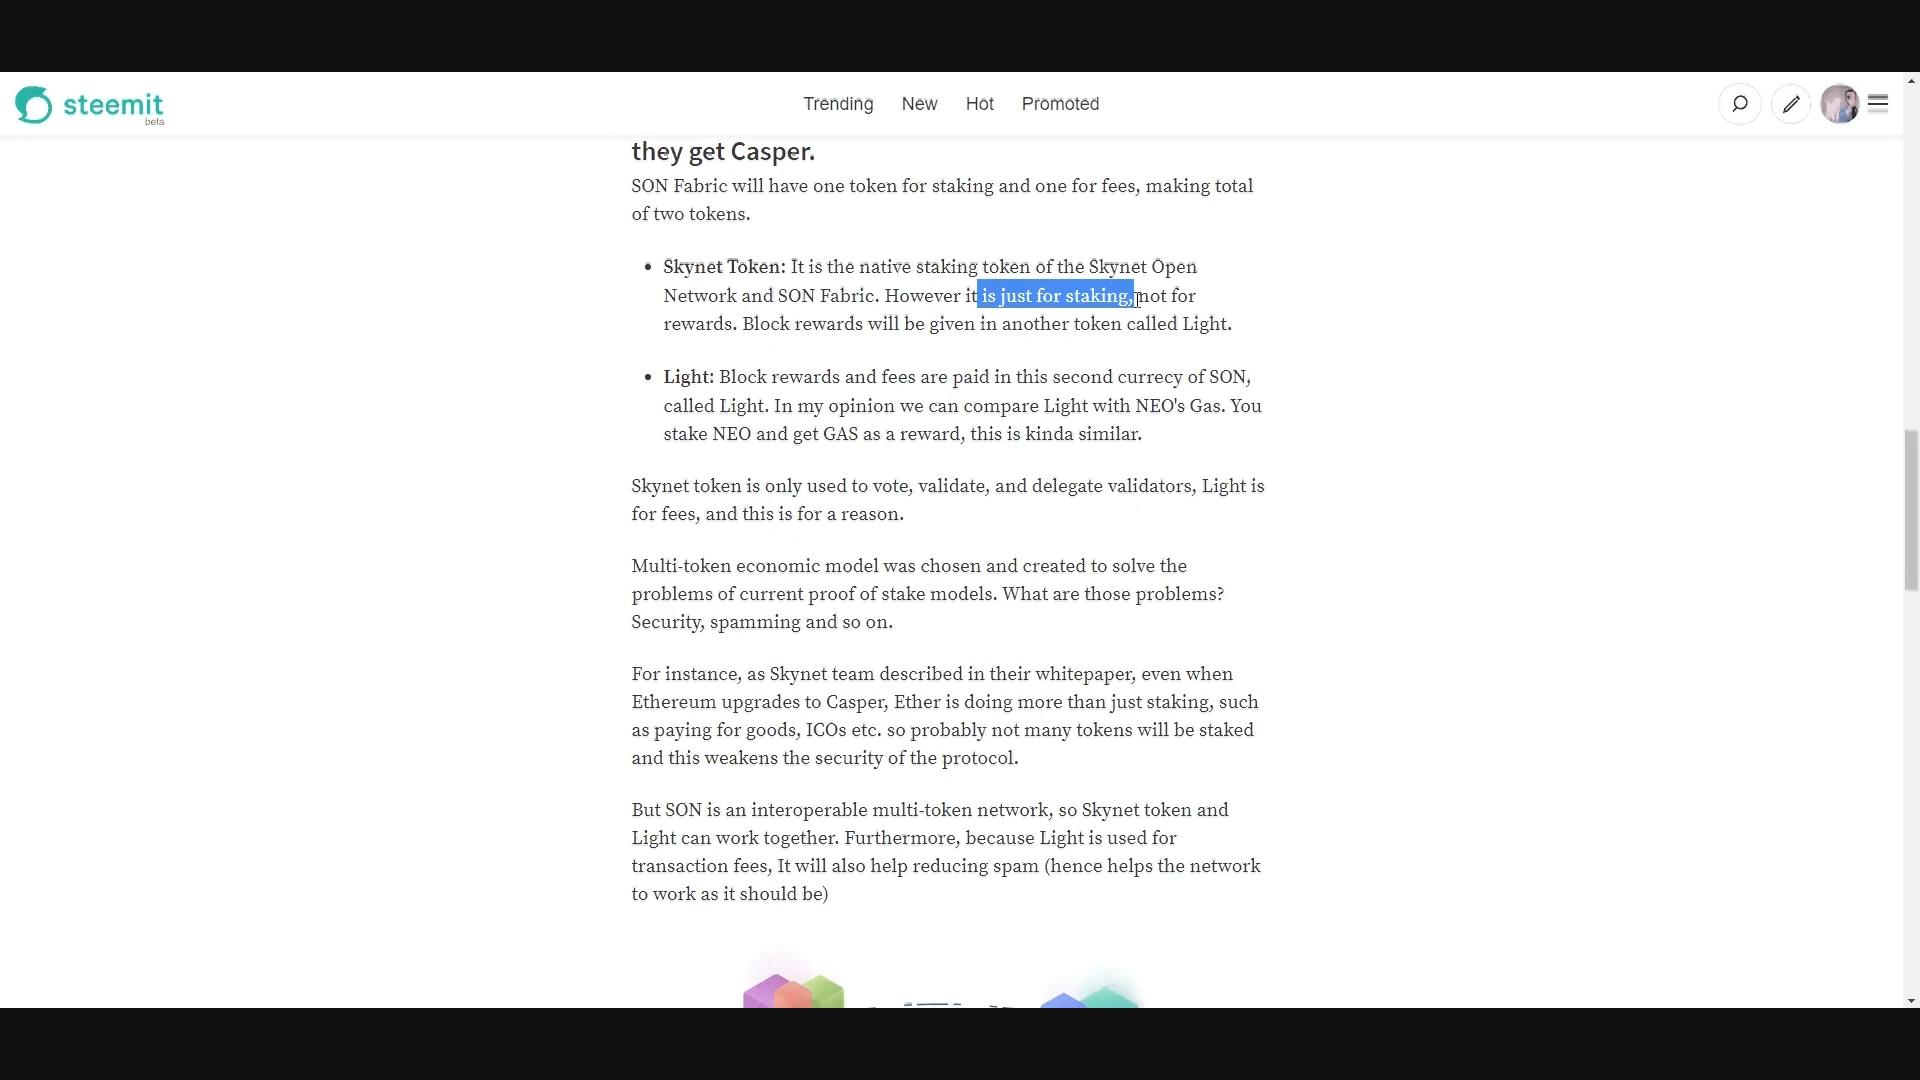 steemit
beta
Trending New Hot Promoted
they get Casper.
SON Fabric will have one token for staking and one for fees, making total
of two tokens.
Skynet Token: It is the native staking token of the Skynet Open
Network and SON Fabric. However it is just for staking, not for
rewards. Block rewards will be given in another token called Light.
Light: Block rewards and fees are paid in this second currecy of SON,
called Light. In my opinion we can compare Light with NEO's Gas. You
stake NEO and get GAS as a reward, this is kinda similar.
Skynet token is only used to vote, validate, and delegate validators, Light is
for fees, and this is for a reason.
Multi-token economic model was chosen and created to solve the
problems of current proof of stake models. What are those problems?
Security, spamming and so on.
For instance, as Skynet team described in their whitepaper, even when
Ethereum upgrades to Casper, Ether is doing more than just staking, such
as paying for goods, ICOs etc. so probably not many tokens will be staked
and this weakens the security of the protocol.
But SON is an interoperable multi-token network, so Skynet token and
Light can work together. Furthermore, because Light is used for
transaction fees, It will also help reducing spam (hence helps the network
to work as it should be)